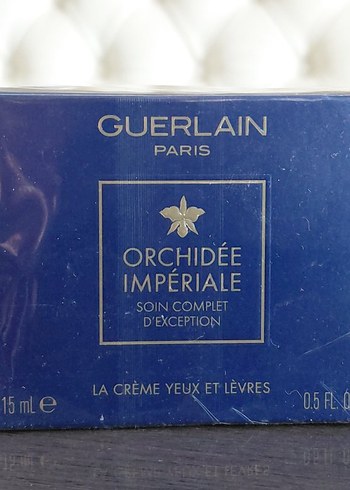 GUERLAIN
PARIS
ORCHIDÉE
IMPÉRIALE
SOIN COMPLET
D'EXCEPTION
LA CRÈME YEUX ET LÈVRES
15 mL e 0.5 FL